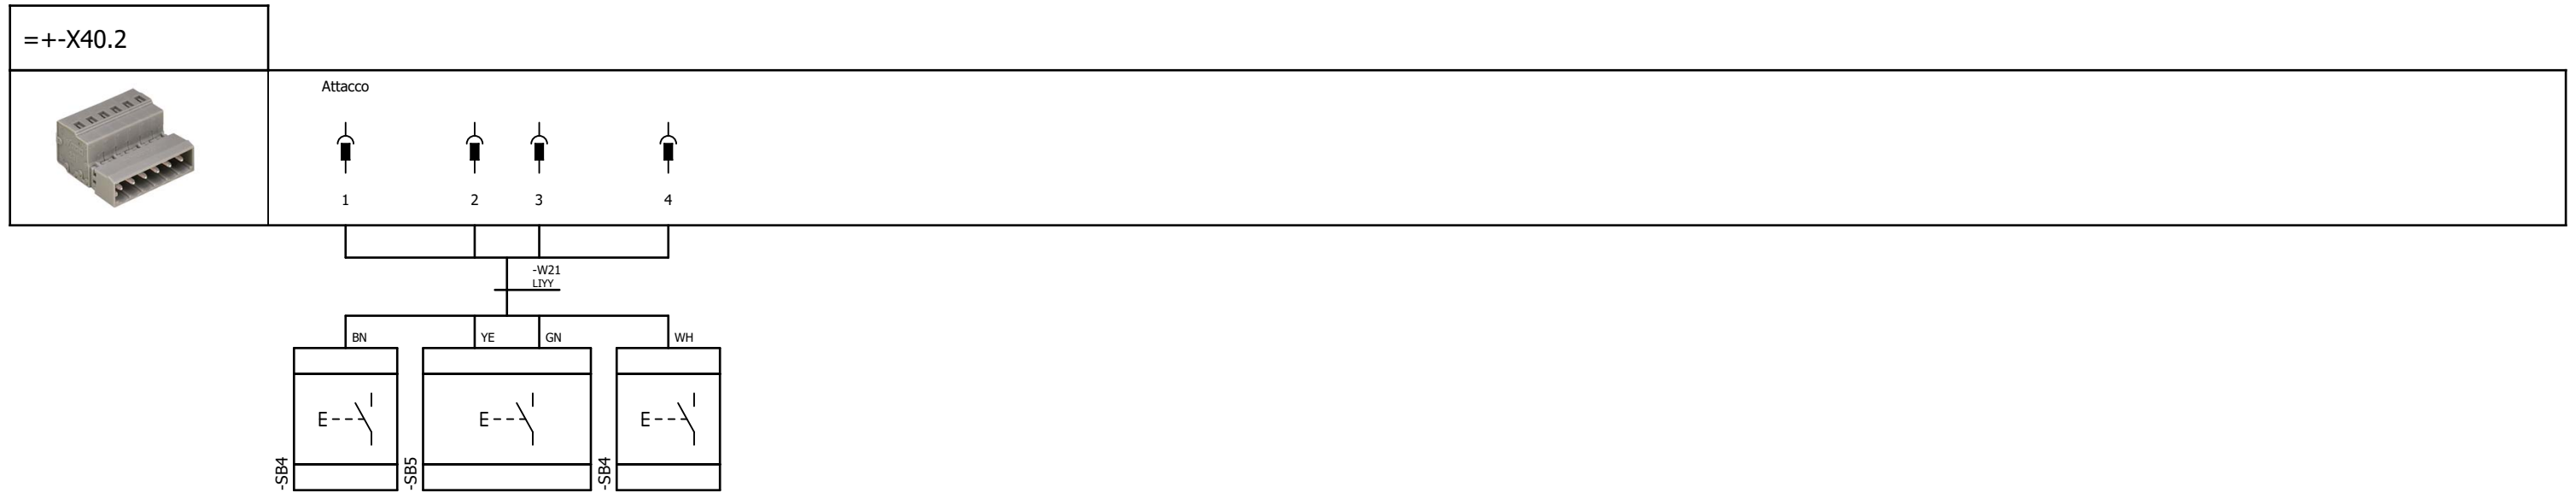 =+-X40.2
Attacco
1 2 3 4
-W21
LIYY
BN YE GN WH
E E E
-SB4 -SB5 -SB4